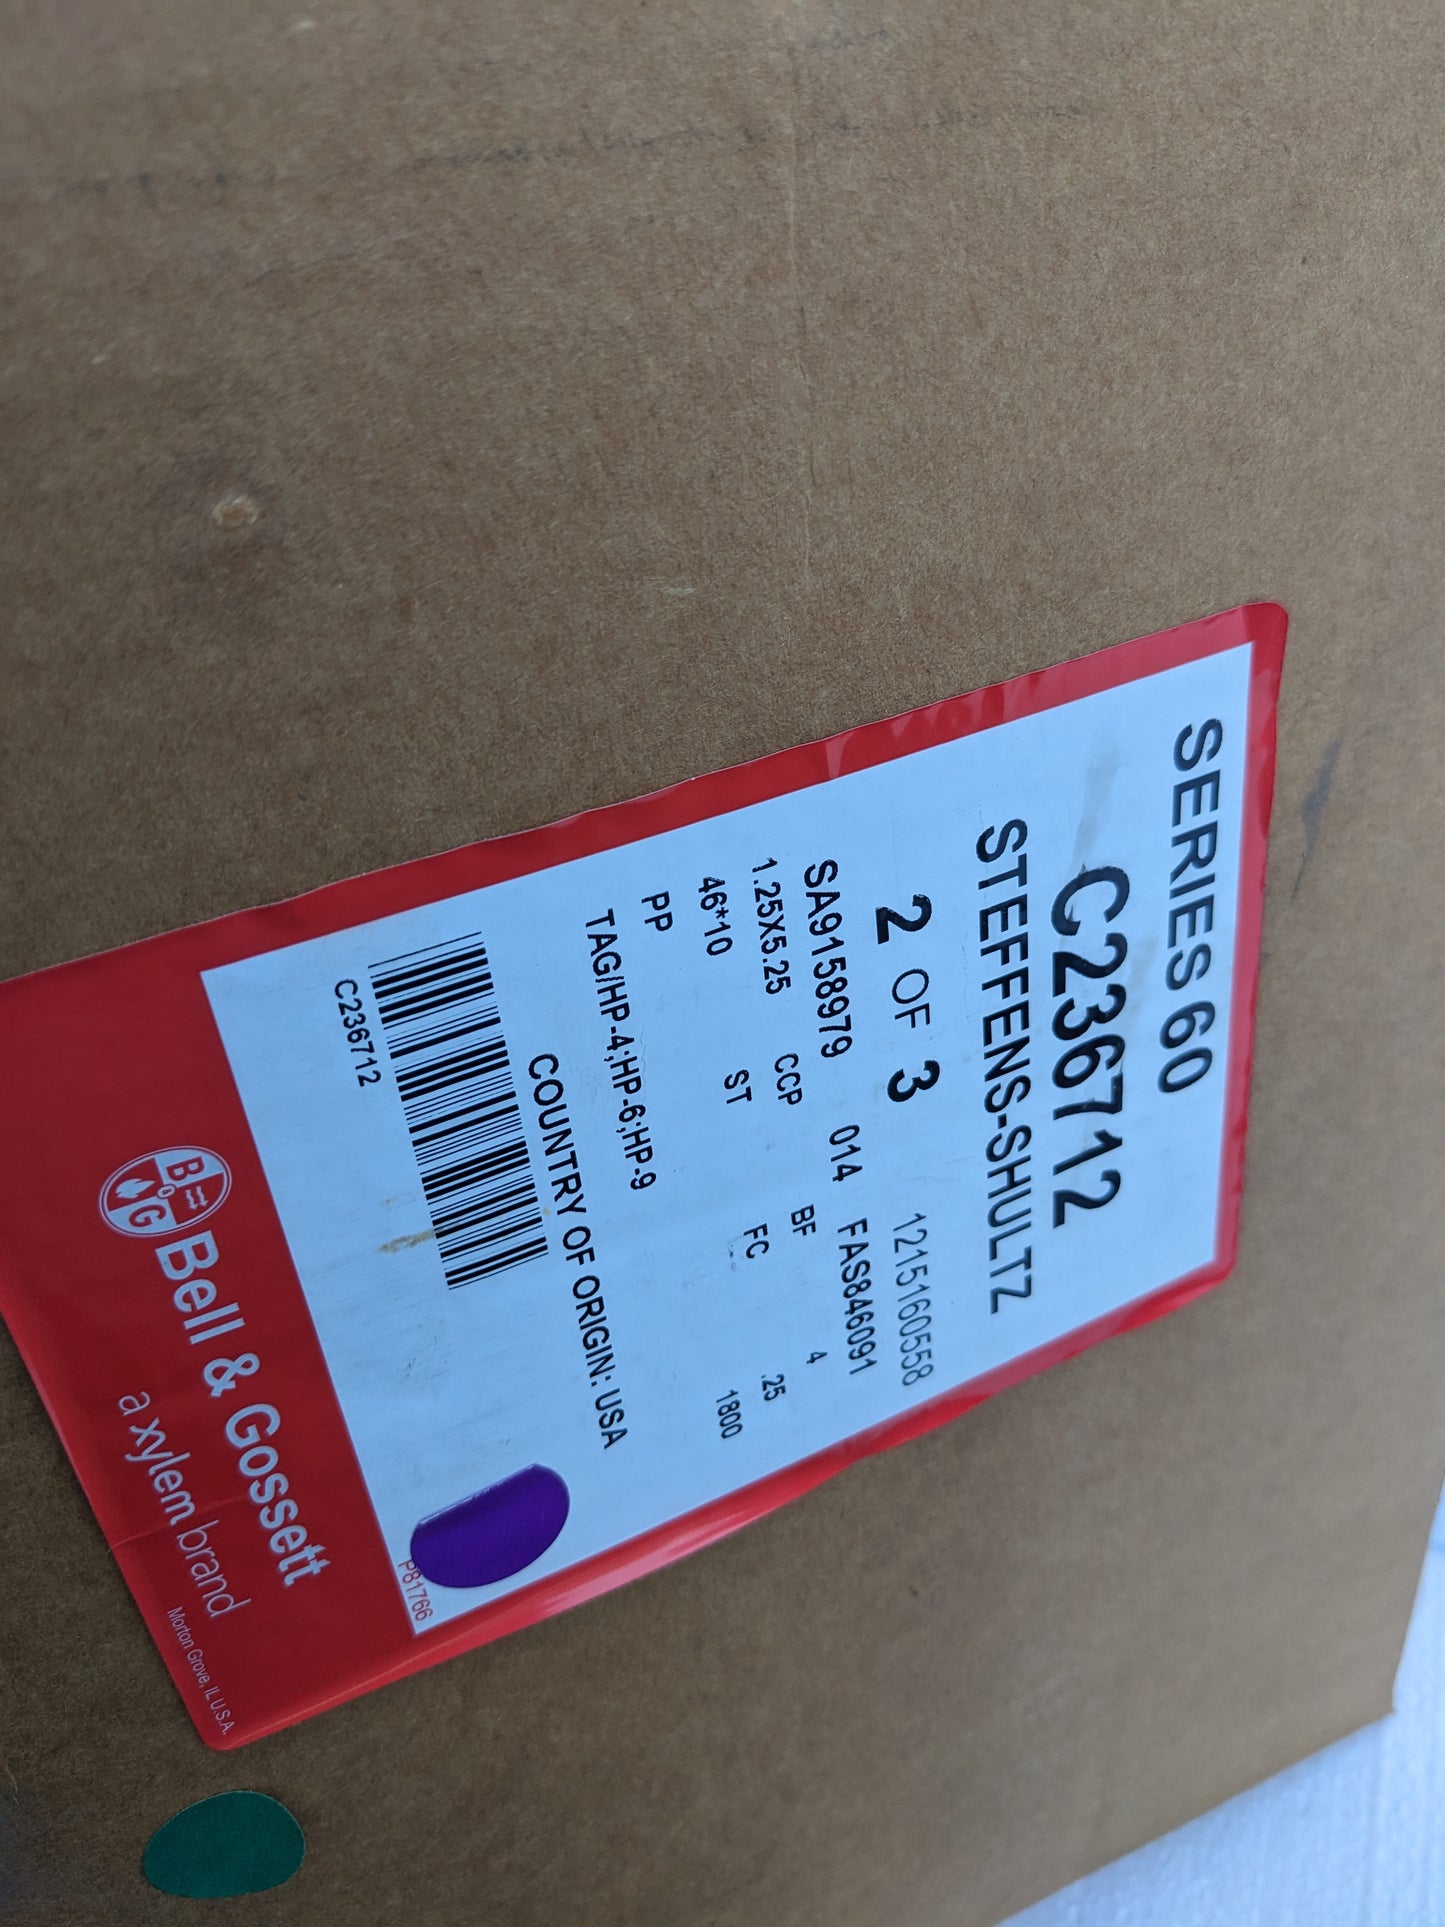 SERIES 60
C236712
STEFFENS-SHULTZ
2 OF 3 1215160558
SA9158979 014 FAS846091
1.25X5.25 CCP BF 4
46*10 ST FC .25
1800
PP
TAG/HP-4;HP-6;HP-9
COUNTRY OF ORIGIN: USA
C236712
P81766
B&G
Bell & Gossett
a xylem brand
Morton Grove, IL U.S.A.